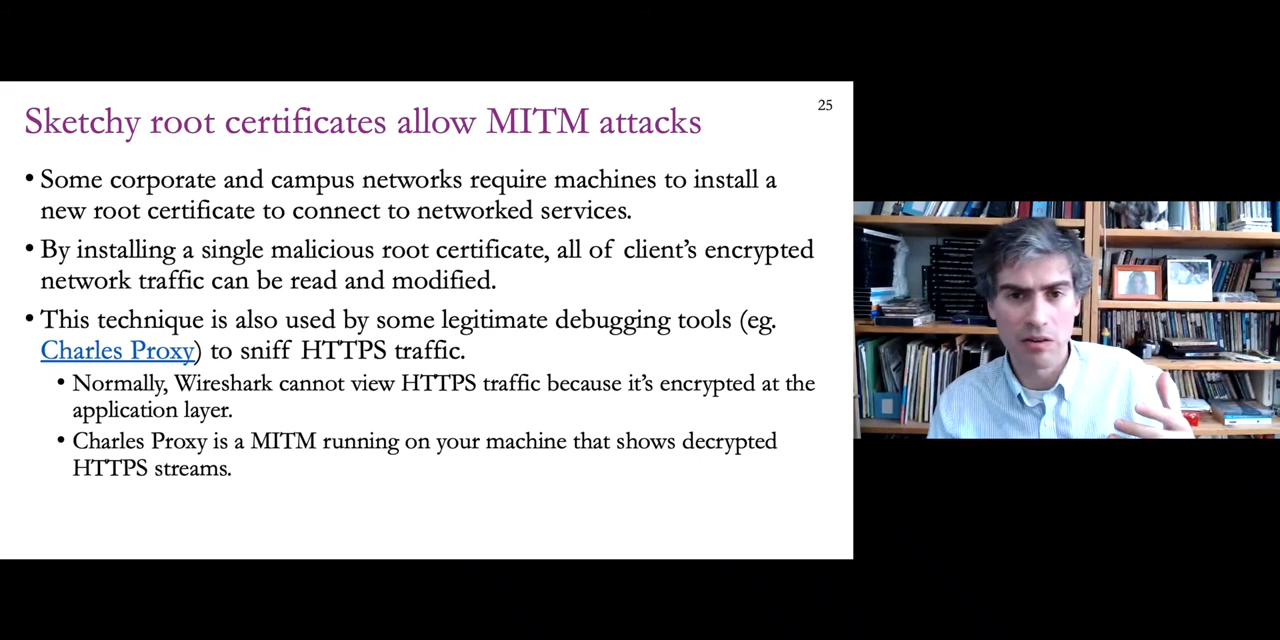 25
Sketchy root certificates allow MITM attacks
• Some corporate and campus networks require machines to install a
new root certificate to connect to networked services.
• By installing a single malicious root certificate, all of client's encrypted
network traffic can be read and modified.
• This technique is also used by some legitimate debugging tools (eg.
Charles Proxy) to sniff HTTPS traffic.
• Normally, Wireshark cannot view HTTPS traffic because it's encrypted at the
application layer.
• Charles Proxy is a MITM running on your machine that shows decrypted
HTTPS streams.